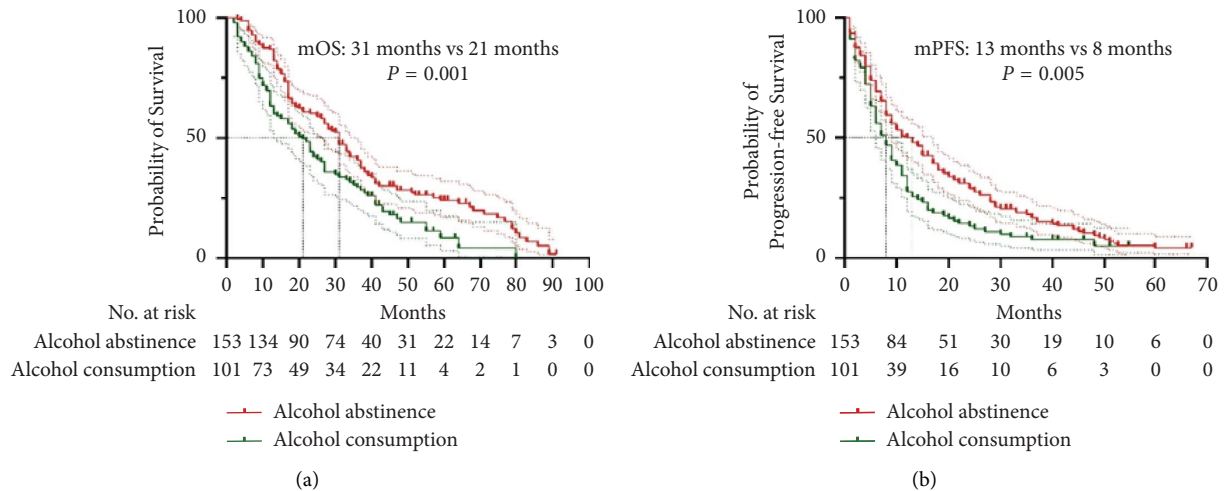 100
50
0
Probability of Survival
mOS: 31 months vs 21 months
P = 0.001
0 10 20 30 40 50 60 70 80 90 100
No. at risk
Months
Alcohol abstinence 153 134 90 74 40 31 22 14 7 3 0
Alcohol consumption 101 73 49 34 22 11 4 2 1 0 0
Alcohol abstinence
Alcohol consumption
(a)
100
50
0
Probability of
Progression-free Survival
mPFS: 13 months vs 8 months
P = 0.005
0 10 20 30 40 50 60 70
No. at risk
Months
Alcohol abstinence 153 84 51 30 19 10 6 0
Alcohol consumption 101 39 16 10 6 3 0 0
Alcohol abstinence
Alcohol consumption
(b)